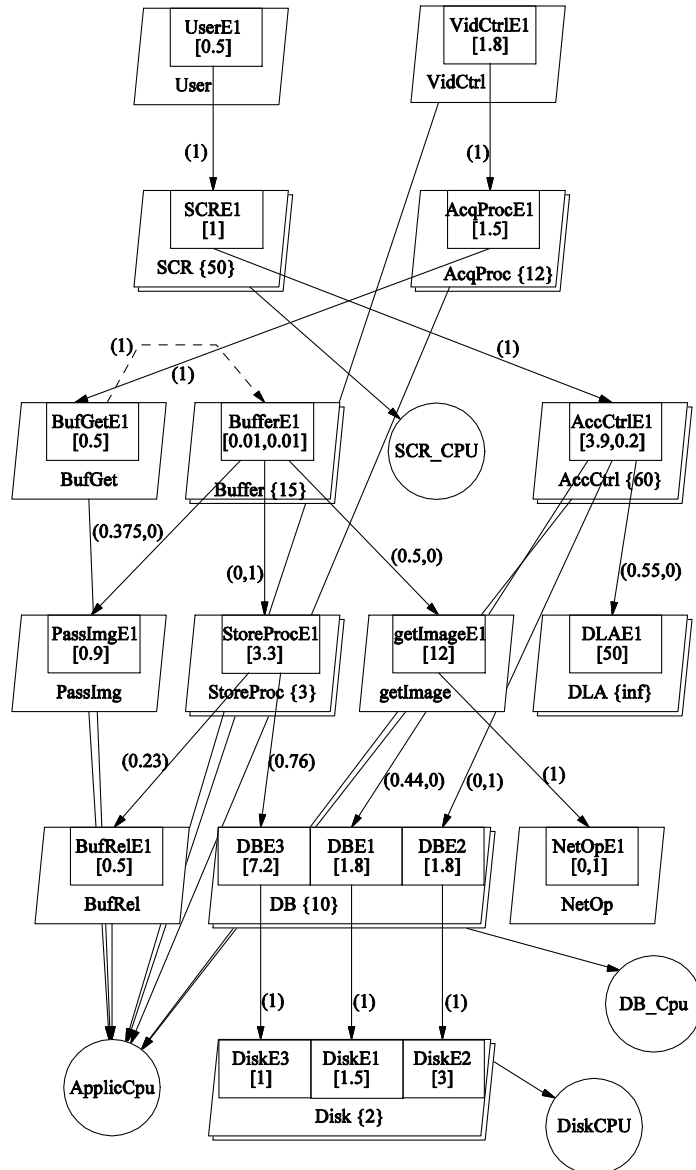 UserE1
[0.5]
User
VidCtrlE1
[1.8]
VidCtrl
(1)
(1)
SCRE1
[1]
SCR {50}
AcqProcE1
[1.5]
AcqProc {12}
(1)
(1)
(1)
BufGetE1
[0.5]
BufGet
BufferE1
[0.01,0.01]
Buffer {15}
SCR_CPU
AccCtrlE1
[3.9,0.2]
AccCtrl {60}
(0.375,0)
(0,1)
(0.5,0)
(0.55,0)
PassImgE1
[0.9]
PassImg
StoreProcE1
[3.3]
StoreProc {3}
getImageE1
[12]
getImage
DLAE1
[50]
DLA {inf}
(0.23)
(0.76)
(0.44,0)
(0,1)
(1)
BufRelE1
[0.5]
BufRel
DBE3
[7.2]
DBE1
[1.8]
DBE2
[1.8]
DB {10}
NetOpE1
[0,1]
NetOp
(1)
(1)
(1)
DB_Cpu
ApplicCpu
DiskE3
[1]
DiskE1
[1.5]
DiskE2
[3]
Disk {2}
DiskCPU